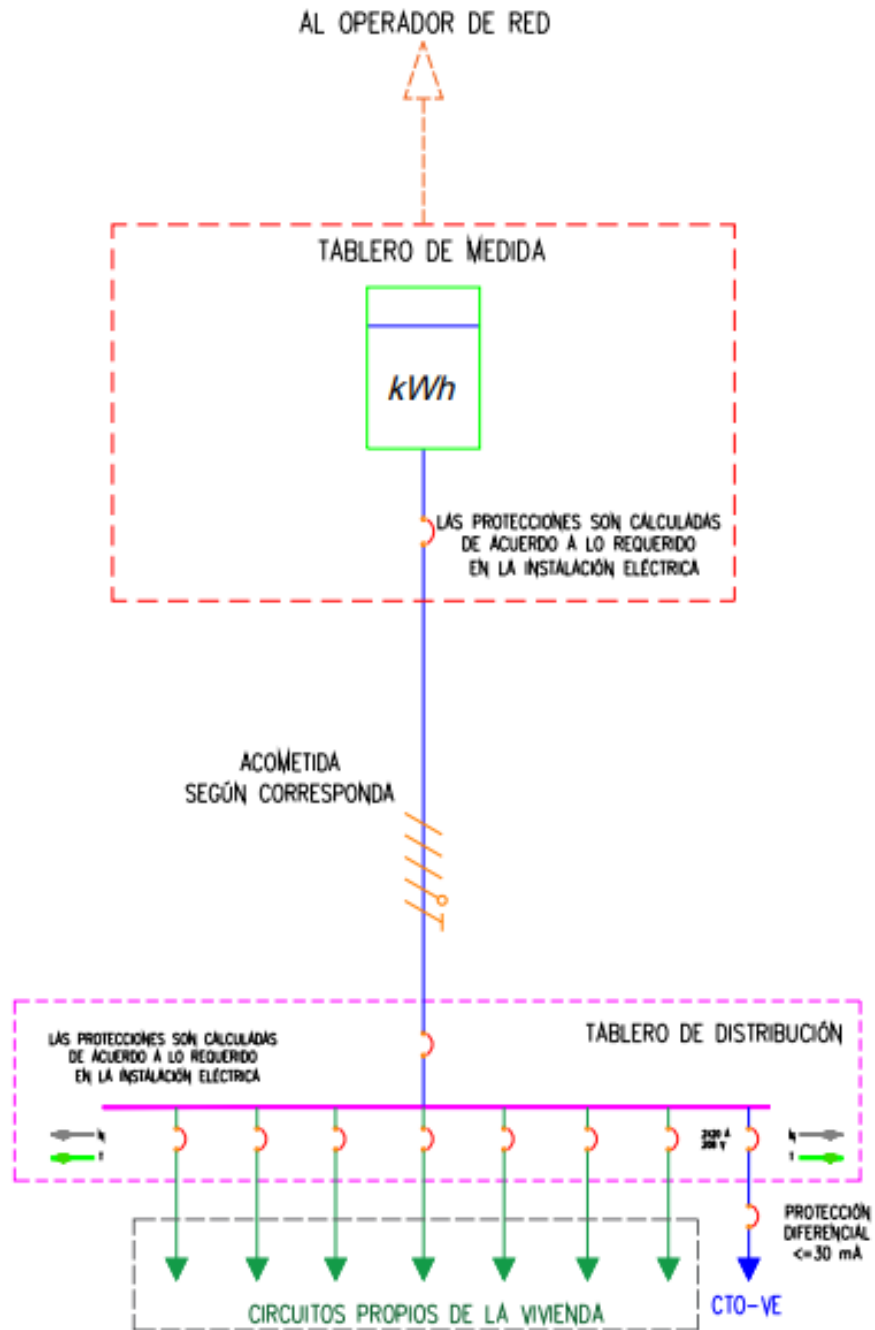 AL OPERADOR DE RED
TABLERO DE MEDIDA
kWh
LAS PROTECCIONES SON CALCULADAS
DE ACUERDO A LO REQUERIDO
EN LA INSTALACIÓN ELÉCTRICA
ACOMETIDA
SEGÚN CORRESPONDA
LAS PROTECCIONES SON CALCULADAS
DE ACUERDO A LO REQUERIDO
EN LA INSTALACIÓN ELÉCTRICA
TABLERO DE DISTRIBUCIÓN
N
T
N
T
PROTECCIÓN
DIFERENCIAL
<=30 mA
CIRCUITOS PROPIOS DE LA VIVIENDA
CTO-VE